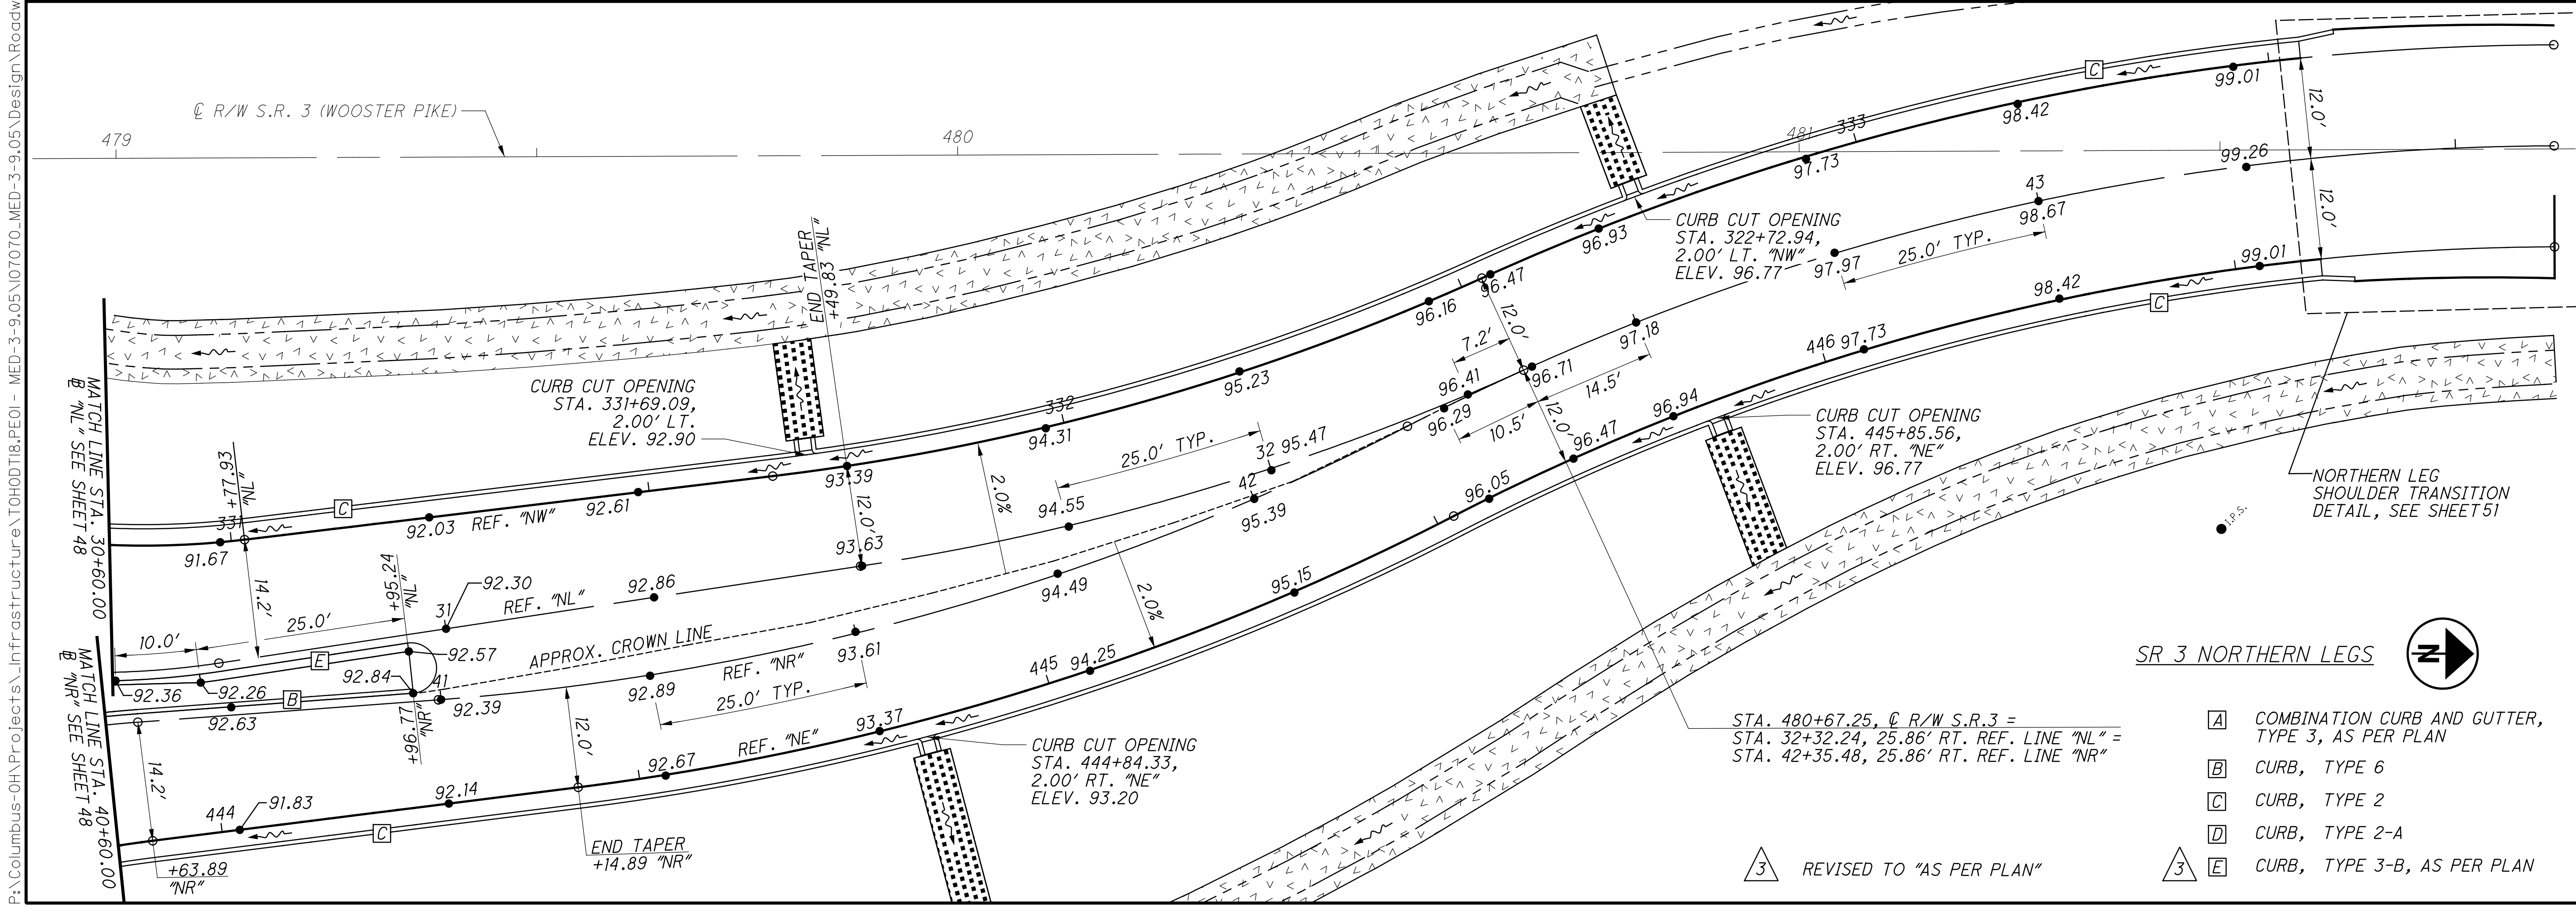 P:\Columbus-OH\Projects\_Infrastructure\TOHODT18.PE01 - MED-3-9.05\107070_MED-3-9.05\Design\Roadw
℄ R/W S.R. 3 (WOOSTER PIKE)
479
480
481
333
99.01
98.42
97.73
12.0'
12.0'
99.26
43
98.67
25.0' TYP.
97.97
CURB CUT OPENING
STA. 322+72.94,
2.00' LT. "NW"
ELEV. 96.77
96.93
96.47
96.16
95.23
332
94.31
END TAPER
+49.83 "NL"
CURB CUT OPENING
STA. 331+69.09,
2.00' LT.
ELEV. 92.90
93.39
92.61
REF. "NW"
92.03
331
91.67
+77.63
"NL"
14.2'
MATCH LINE STA. 30+60.00
B "NL" SEE SHEET 48
12.0'
93.63
2.0%
94.55
25.0' TYP.
32 95.47
42
95.39
96.29
96.41
7.2'
12.0'
96.71
97.18
14.5'
10.5'
12.0'
96.94
96.47
96.05
446 97.73
98.42
99.01
CURB CUT OPENING
STA. 445+85.56,
2.00' RT. "NE"
ELEV. 96.77
NORTHERN LEG
SHOULDER TRANSITION
DETAIL, SEE SHEET 51
I.P.S.
92.86
REF. "NL"
92.30
31
+95.24
"NL"
25.0'
10.0'
92.57
92.84
92.36
92.26
92.63
41
92.39
+96.77
"NR"
APPROX. CROWN LINE
REF. "NR"
92.89
25.0' TYP.
93.61
94.49
2.0%
95.15
445 94.25
93.37
REF. "NE"
92.67
12.0'
92.14
444
91.83
14.2'
MATCH LINE STA. 40+60.00
B "NR" SEE SHEET 48
+63.89
"NR"
END TAPER
+14.89 "NR"
CURB CUT OPENING
STA. 444+84.33,
2.00' RT. "NE"
ELEV. 93.20
STA. 480+67.25, ℄ R/W S.R.3 =
STA. 32+32.24, 25.86' RT. REF. LINE "NL" =
STA. 42+35.48, 25.86' RT. REF. LINE "NR"
C
C
C
C
E
B
SR 3 NORTHERN LEGS
N
A COMBINATION CURB AND GUTTER,
TYPE 3, AS PER PLAN
B CURB, TYPE 6
C CURB, TYPE 2
D CURB, TYPE 2-A
3 E CURB, TYPE 3-B, AS PER PLAN
3 REVISED TO "AS PER PLAN"